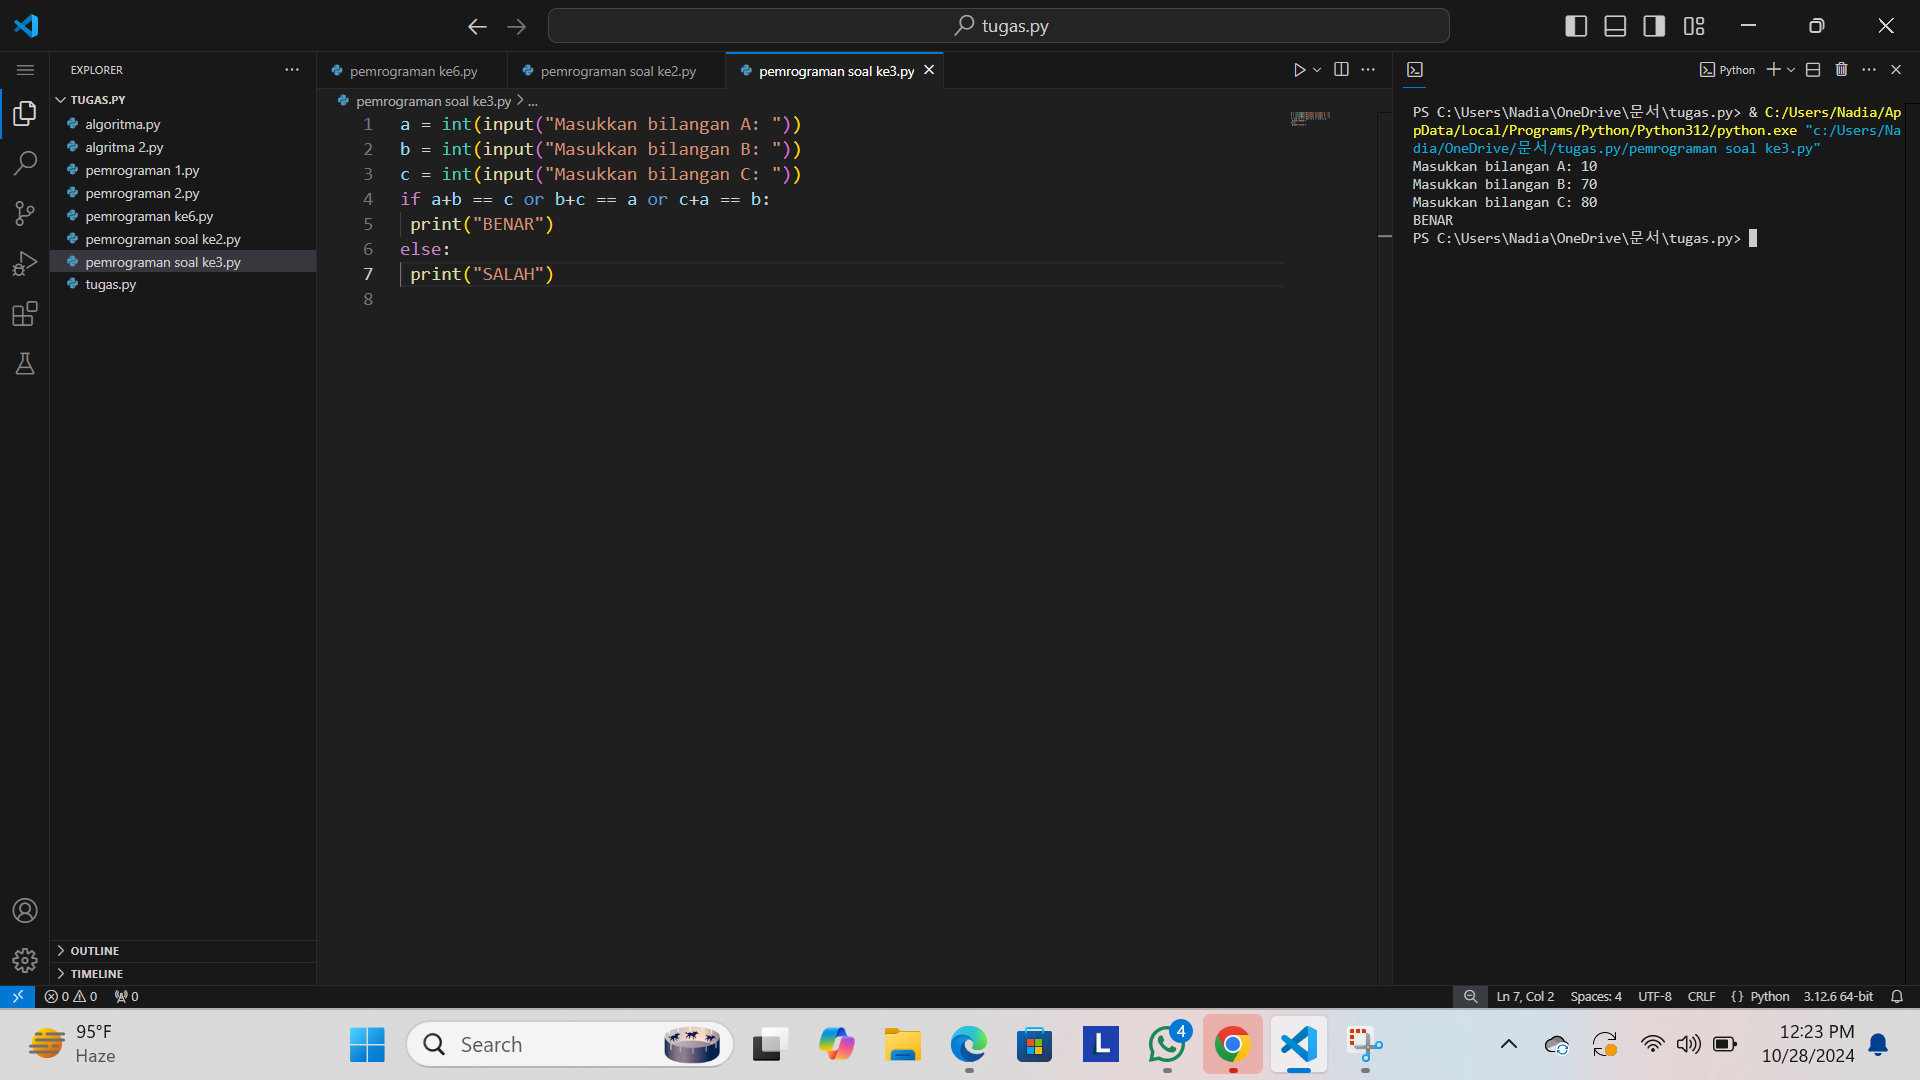 tugas.py
EXPLORER
TUGAS.PY
algoritma.py
algritma 2.py
pemrograman 1.py
pemrograman 2.py
pemrograman ke6.py
pemrograman soal ke2.py
pemrograman soal ke3.py
tugas.py
OUTLINE
TIMELINE
pemrograman ke6.py
pemrograman soal ke2.py
pemrograman soal ke3.py
pemrograman soal ke3.py > ...
1 a = int(input("Masukkan bilangan A: "))
2 b = int(input("Masukkan bilangan B: "))
3 c = int(input("Masukkan bilangan C: "))
4 if a+b == c or b+c == a or c+a == b:
5 print("BENAR")
6 else:
7 print("SALAH")
8
Python
PS C:\Users\Nadia\OneDrive\문서\tugas.py> & C:/Users/Nadia/Ap
pData/Local/Programs/Python/Python312/python.exe "c:/Users/Na
dia/OneDrive/문서/tugas.py/pemrograman soal ke3.py"
Masukkan bilangan A: 10
Masukkan bilangan B: 70
Masukkan bilangan C: 80
BENAR
PS C:\Users\Nadia\OneDrive\문서\tugas.py>
0 0 0
Ln 7, Col 2 Spaces: 4 UTF-8 CRLF {} Python 3.12.6 64-bit
95°F
Haze
Search
L
4
12:23 PM
10/28/2024